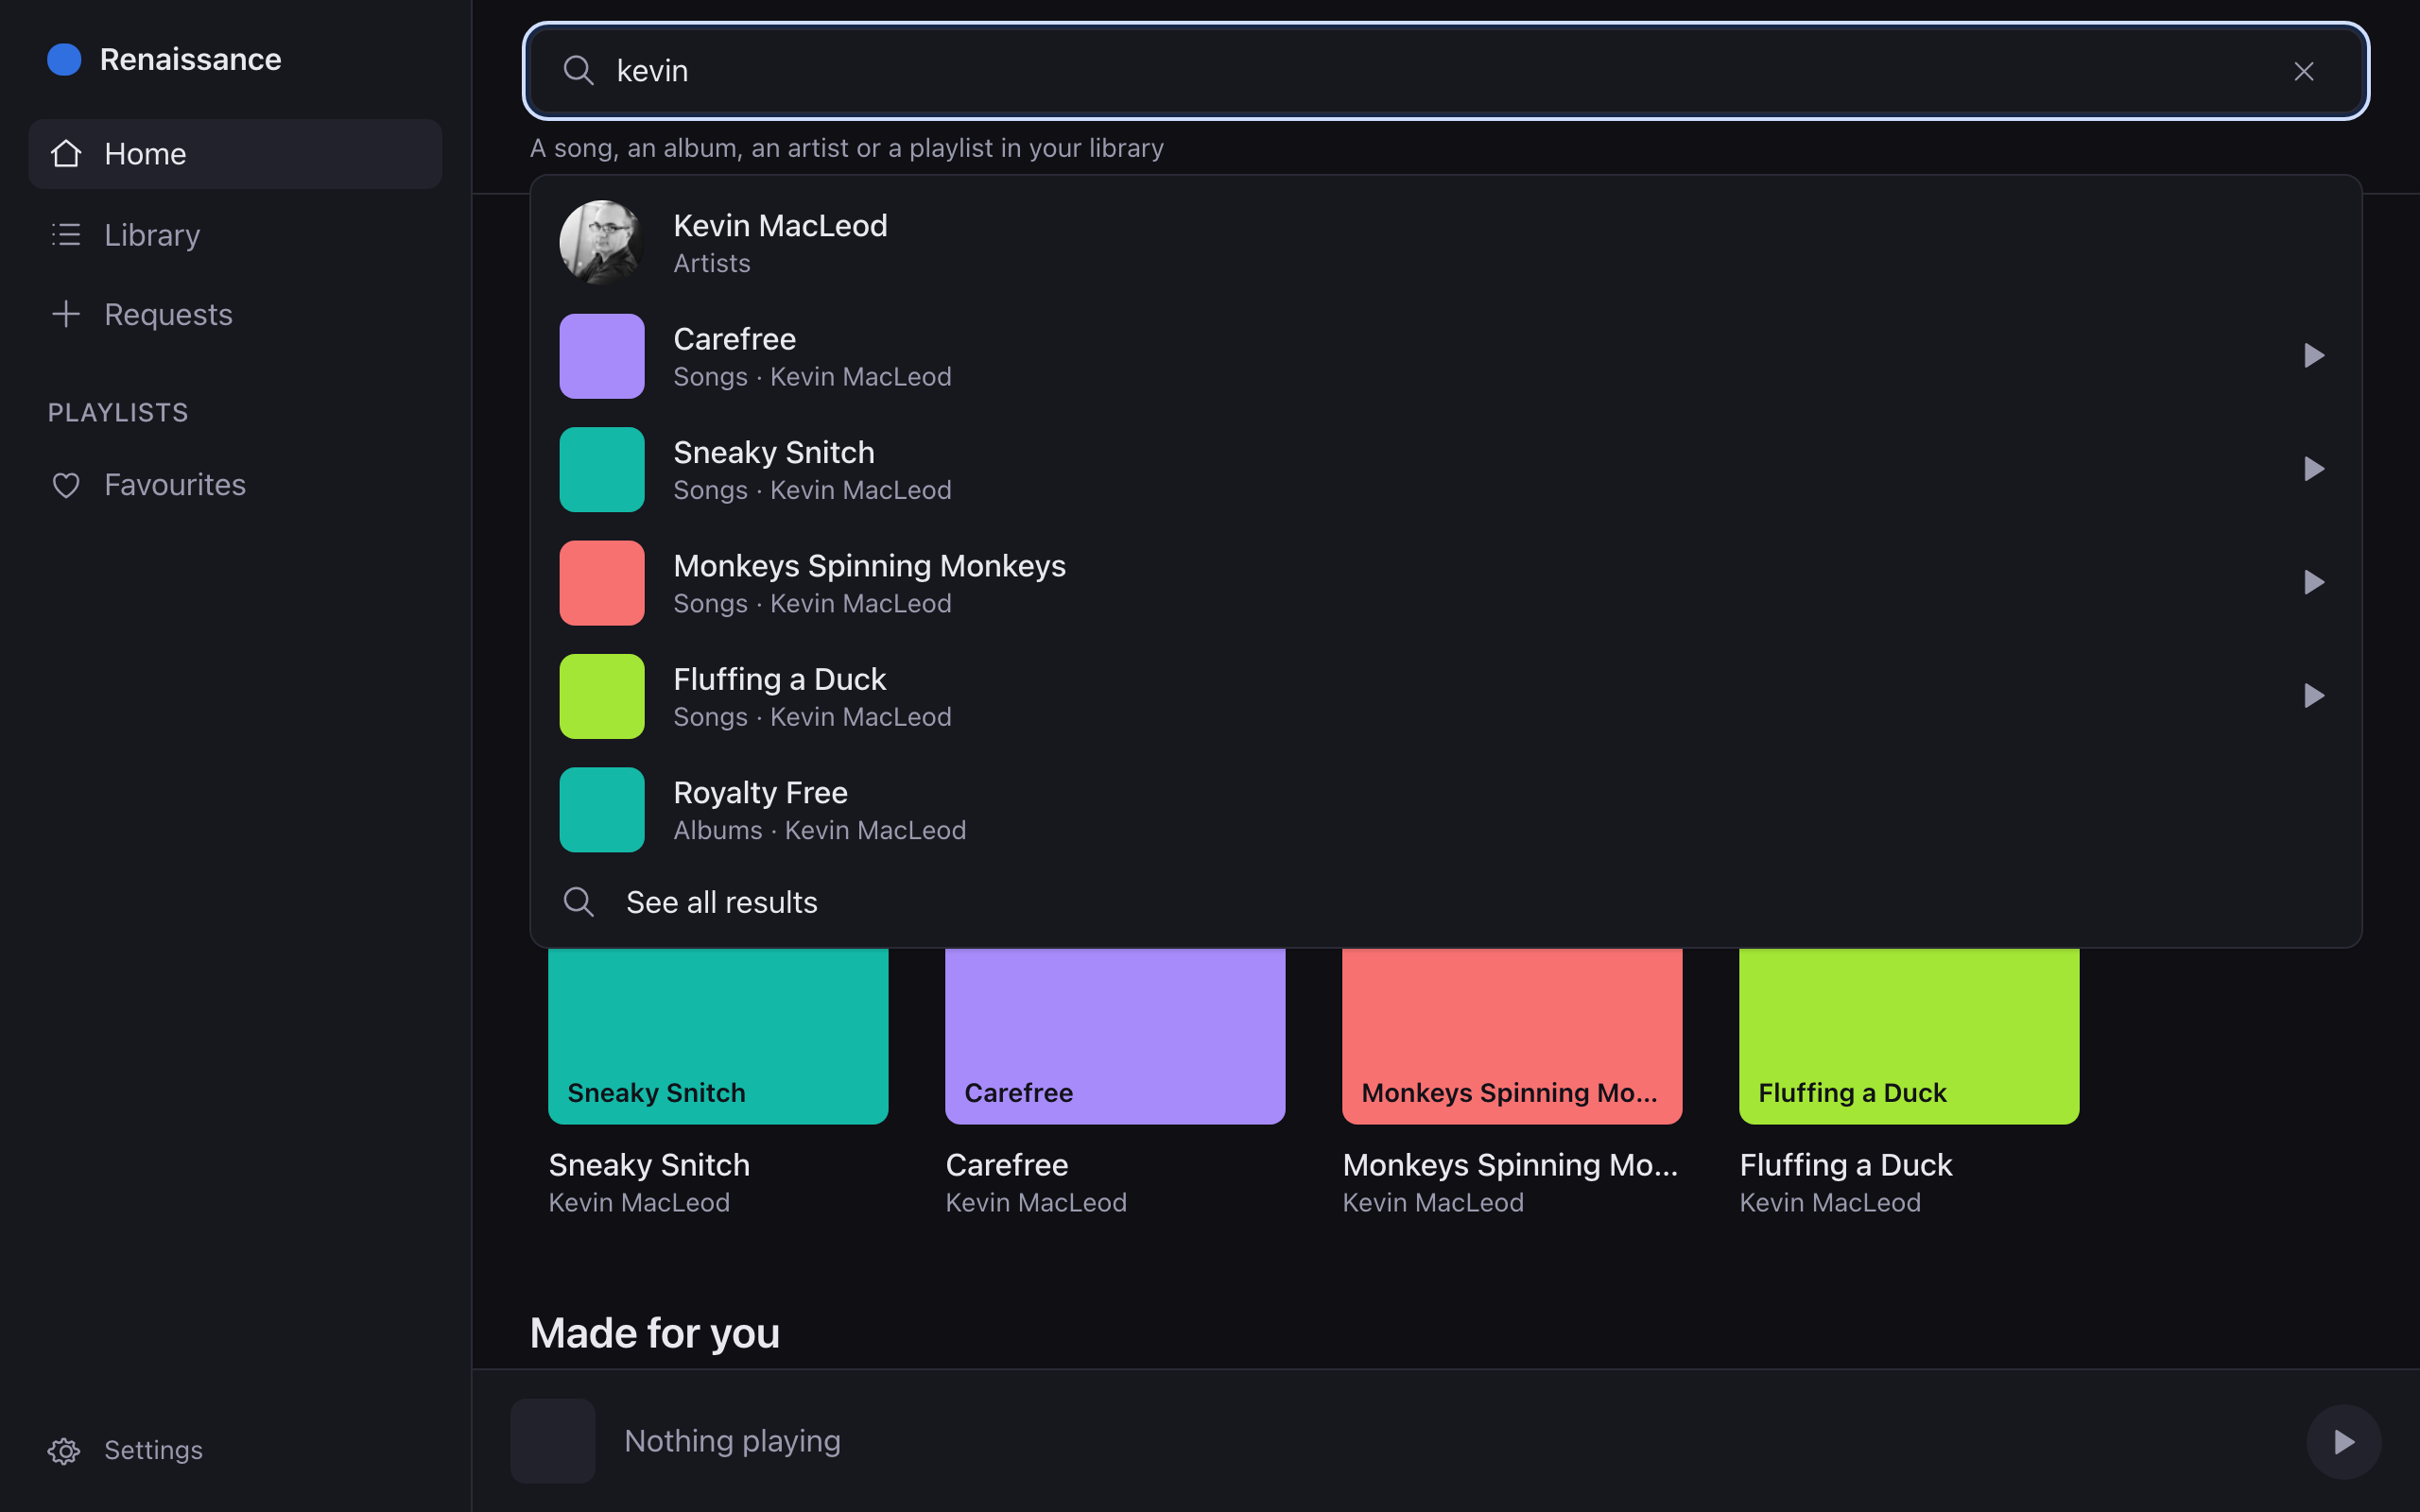 Renaissance
Home
Library
Requests
PLAYLISTS
Favourites
Settings
kevin
A song, an album, an artist or a playlist in your library
Kevin MacLeod
Artists
Carefree
Songs · Kevin MacLeod
Sneaky Snitch
Songs · Kevin MacLeod
Monkeys Spinning Monkeys
Songs · Kevin MacLeod
Fluffing a Duck
Songs · Kevin MacLeod
Royalty Free
Albums · Kevin MacLeod
See all results
Sneaky Snitch
Sneaky Snitch
Kevin MacLeod
Carefree
Carefree
Kevin MacLeod
Monkeys Spinning Mo...
Monkeys Spinning Mo...
Kevin MacLeod
Fluffing a Duck
Fluffing a Duck
Kevin MacLeod
Made for you
Nothing playing